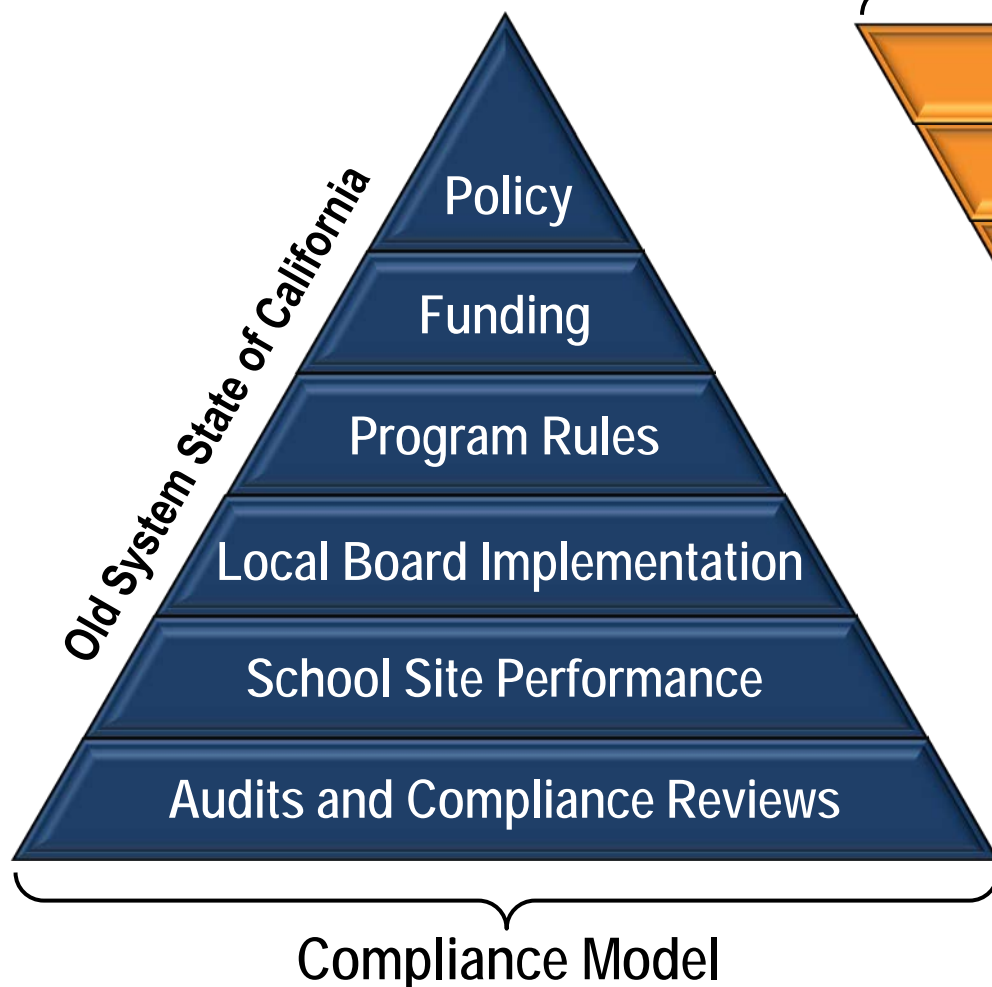 Old System State of California
Policy
Funding
Program Rules
Local Board Implementation
School Site Performance
Audits and Compliance Reviews
Compliance Model